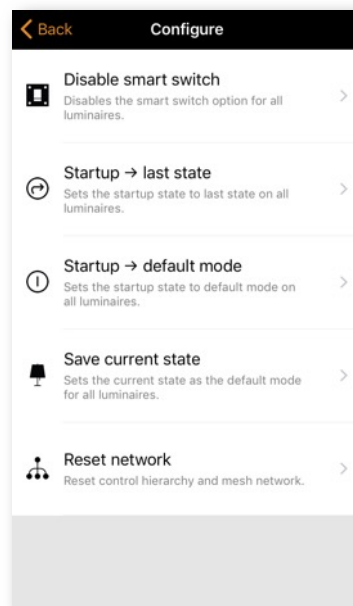 Back
Configure
Disable smart switch
Disables the smart switch option for all
luminaires.
Startup → last state
Sets the startup state to last state on all
luminaires.
Startup → default mode
Sets the startup state to default mode on
all luminaires.
Save current state
Sets the current state as the default mode
for all luminaires.
Reset network
Reset control hierarchy and mesh network.